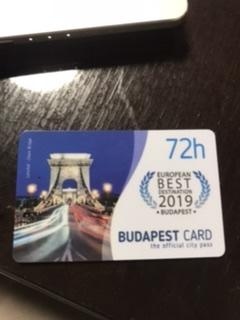 72h
EUROPEAN
BEST
DESTINATION
2019
• BUDAPEST •
BUDAPEST CARD
the official city pass